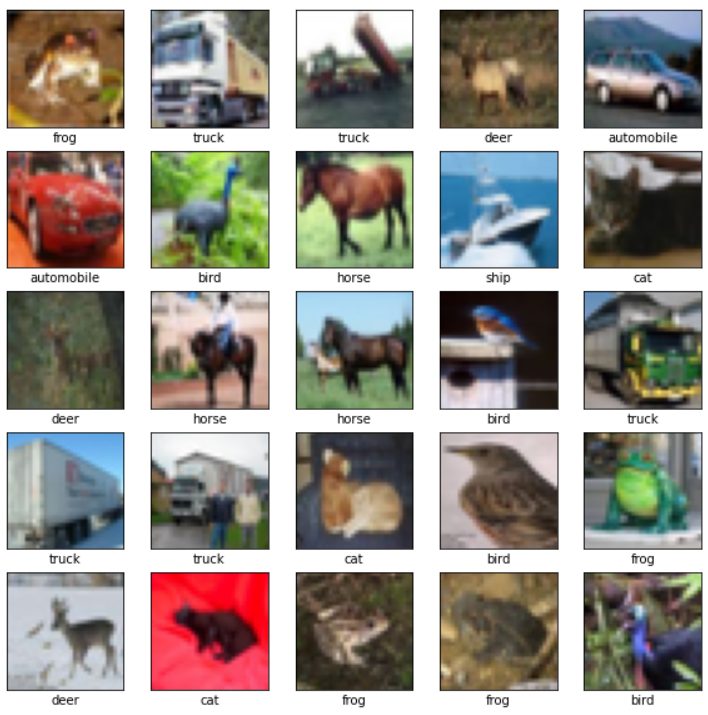 frog truck truck deer automobile
automobile bird horse ship cat
deer horse horse bird truck
truck truck cat bird frog
deer cat frog frog bird